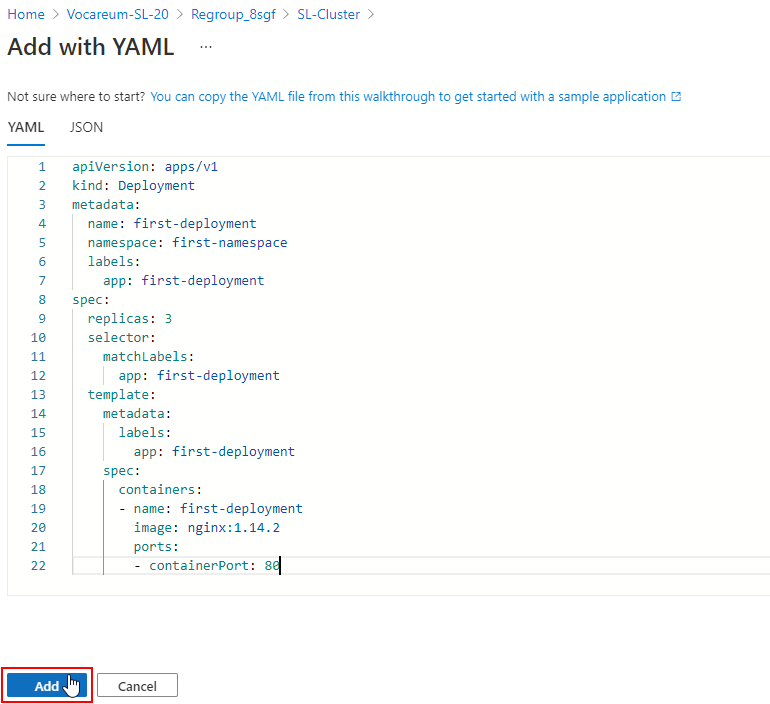 Home > Vocareum-SL-20 > Regroup_8sgf > SL-Cluster >
Add with YAML ...
Not sure where to start? You can copy the YAML file from this walkthrough to get started with a sample application
YAML JSON
1 apiVersion: apps/v1
2 kind: Deployment
3 metadata:
4   name: first-deployment
5   namespace: first-namespace
6   labels:
7     app: first-deployment
8 spec:
9   replicas: 3
10   selector:
11     matchLabels:
12       app: first-deployment
13   template:
14     metadata:
15       labels:
16         app: first-deployment
17     spec:
18       containers:
19       - name: first-deployment
20         image: nginx:1.14.2
21         ports:
22         - containerPort: 80
Add Cancel